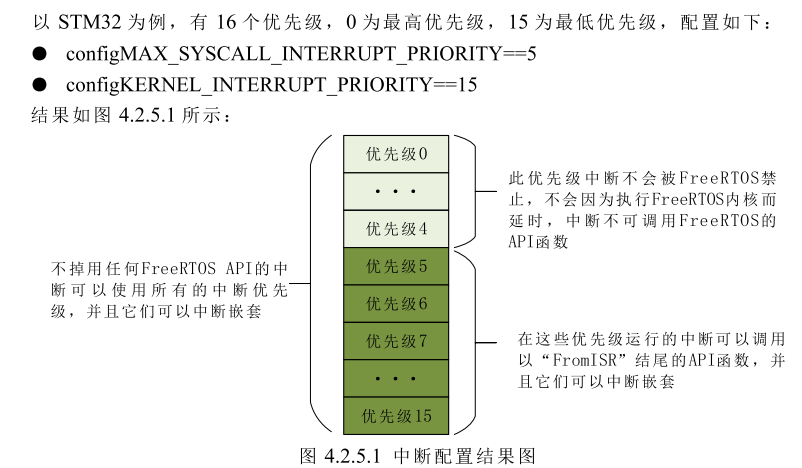 以 STM32 为例，有 16 个优先级，0 为最高优先级，15 为最低优先级，配置如下：
● configMAX_SYSCALL_INTERRUPT_PRIORITY==5
● configKERNEL_INTERRUPT_PRIORITY==15
结果如图 4.2.5.1 所示：
优先级0
···
优先级4
优先级5
优先级6
优先级7
···
优先级15
不掉用任何FreeRTOS API的中
断可以使用所有的中断优先
级，并且它们可以中断嵌套
此优先级中断不会被FreeRTOS禁
止，不会因为执行FreeRTOS内核而
延时，中断不可调用FreeRTOS的
API函数
在这些优先级运行的中断可以调用
以“FromISR”结尾的API函数，并
且它们可以中断嵌套
图 4.2.5.1 中断配置结果图